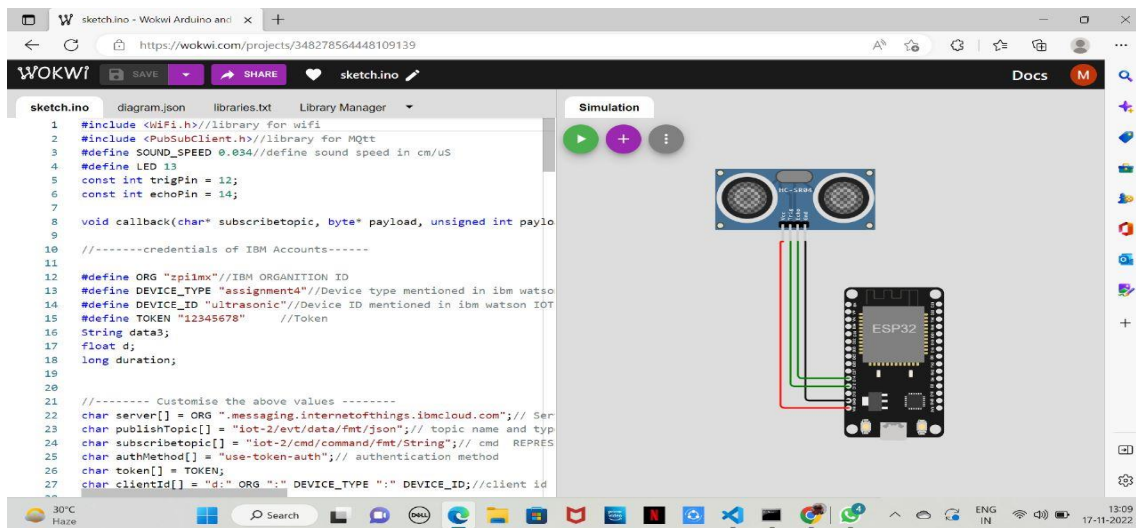 sketch.ino - Wokwi Arduino and
https://wokwi.com/projects/348278564448109139
WOKWI SAVE SHARE sketch.ino Docs M
sketch.ino diagram.json libraries.txt Library Manager Simulation
1 #include <WiFi.h>//library for wifi
2 #include <PubSubClient.h>//library for MQtt
3 #define SOUND_SPEED 0.034//define sound speed in cm/uS
4 #define LED 13
5 const int trigPin = 12;
6 const int echoPin = 14;
7
8 void callback(char* subscribetopic, byte* payload, unsigned int paylo
9
10 //-------credentials of IBM Accounts------
11
12 #define ORG "zpi1mx"//IBM ORGANITION ID
13 #define DEVICE_TYPE "assignment4"//Device type mentioned in ibm watso
14 #define DEVICE_ID "ultrasonic"//Device ID mentioned in ibm watson IOT
15 #define TOKEN "12345678" //Token
16 String data3;
17 float d;
18 long duration;
19
20
21 //-------- Customise the above values --------
22 char server[] = ORG ".messaging.internetofthings.ibmcloud.com";// Ser
23 char publishTopic[] = "iot-2/evt/data/fmt/json";// topic name and typ
24 char subscribetopic[] = "iot-2/cmd/command/fmt/String";// cmd REPRES
25 char authMethod[] = "use-token-auth";// authentication method
26 char token[] = TOKEN;
27 char clientId[] = "d:" ORG ":" DEVICE_TYPE ":" DEVICE_ID;//client id
HC-SR04
ESP32
30°C
Haze
Search
DELL
ENG
IN
13:09
17-11-2022